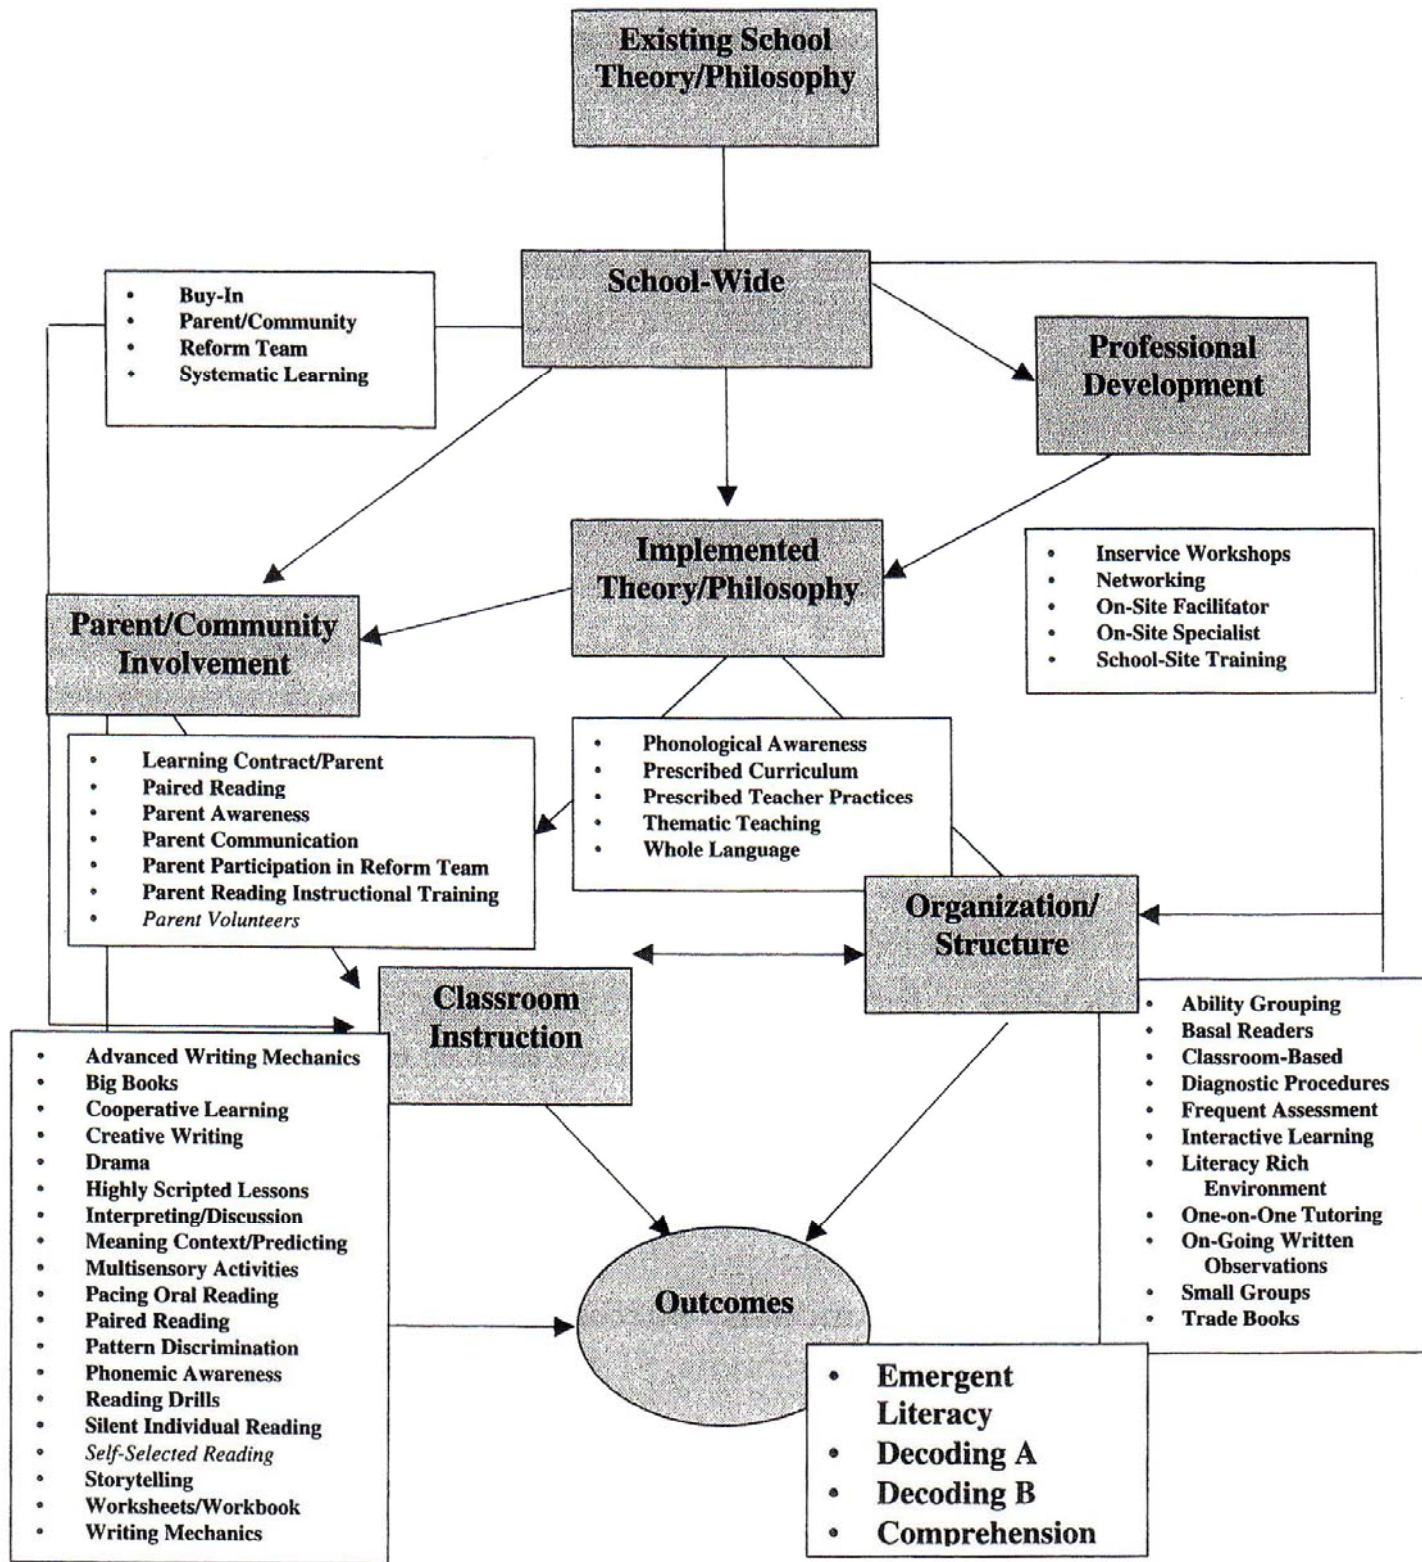 Existing School
Theory/Philosophy
School-Wide
• Buy-In
• Parent/Community
• Reform Team
• Systematic Learning
Professional
Development
Implemented
Theory/Philosophy
• Inservice Workshops
• Networking
• On-Site Facilitator
• On-Site Specialist
• School-Site Training
Parent/Community
Involvement
• Learning Contract/Parent
• Paired Reading
• Parent Awareness
• Parent Communication
• Parent Participation in Reform Team
• Parent Reading Instructional Training
• Parent Volunteers
• Phonological Awareness
• Prescribed Curriculum
• Prescribed Teacher Practices
• Thematic Teaching
• Whole Language
Organization/
Structure
Classroom
Instruction
• Ability Grouping
• Basal Readers
• Classroom-Based
• Diagnostic Procedures
• Frequent Assessment
• Interactive Learning
• Literacy Rich
Environment
• One-on-One Tutoring
• On-Going Written
Observations
• Small Groups
• Trade Books
• Advanced Writing Mechanics
• Big Books
• Cooperative Learning
• Creative Writing
• Drama
• Highly Scripted Lessons
• Interpreting/Discussion
• Meaning Context/Predicting
• Multisensory Activities
• Pacing Oral Reading
• Paired Reading
• Pattern Discrimination
• Phonemic Awareness
• Reading Drills
• Silent Individual Reading
• Self-Selected Reading
• Storytelling
• Worksheets/Workbook
• Writing Mechanics
Outcomes
• Emergent
Literacy
• Decoding A
• Decoding B
• Comprehension